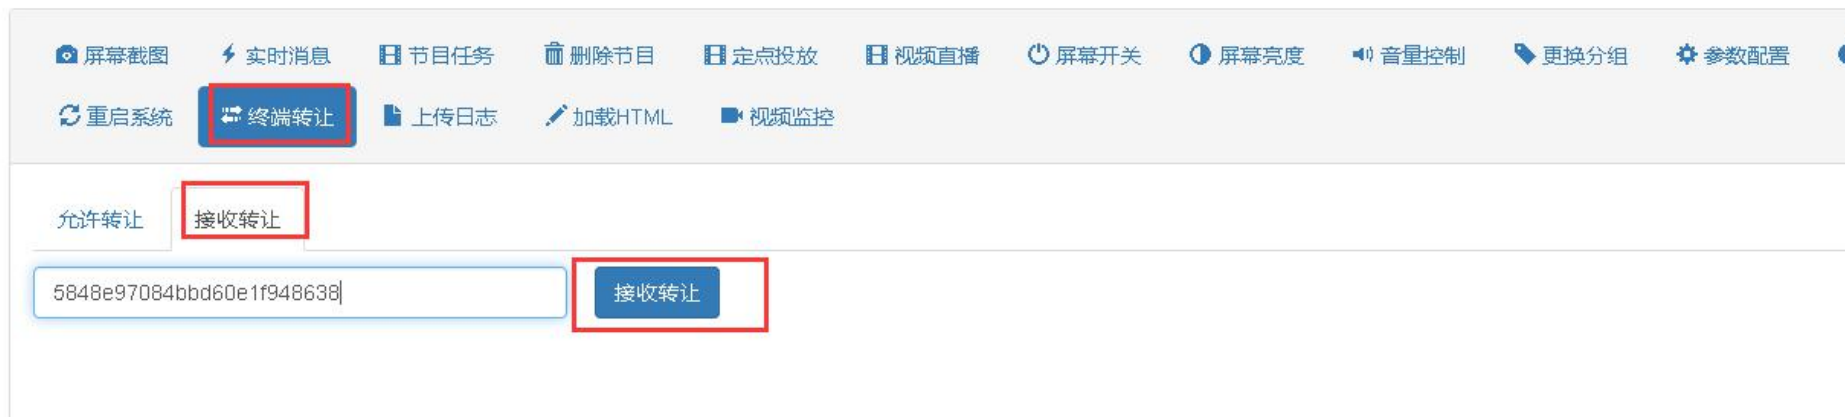 屏幕截图 实时消息 节目任务 删除节目 定点投放 视频直播 屏幕开关 屏幕亮度 音量控制 更换分组 参数配置
重启系统 终端转让 上传日志 加载HTML 视频监控
允许转让 接收转让
5848e97084bbd60e1f948638 接收转让